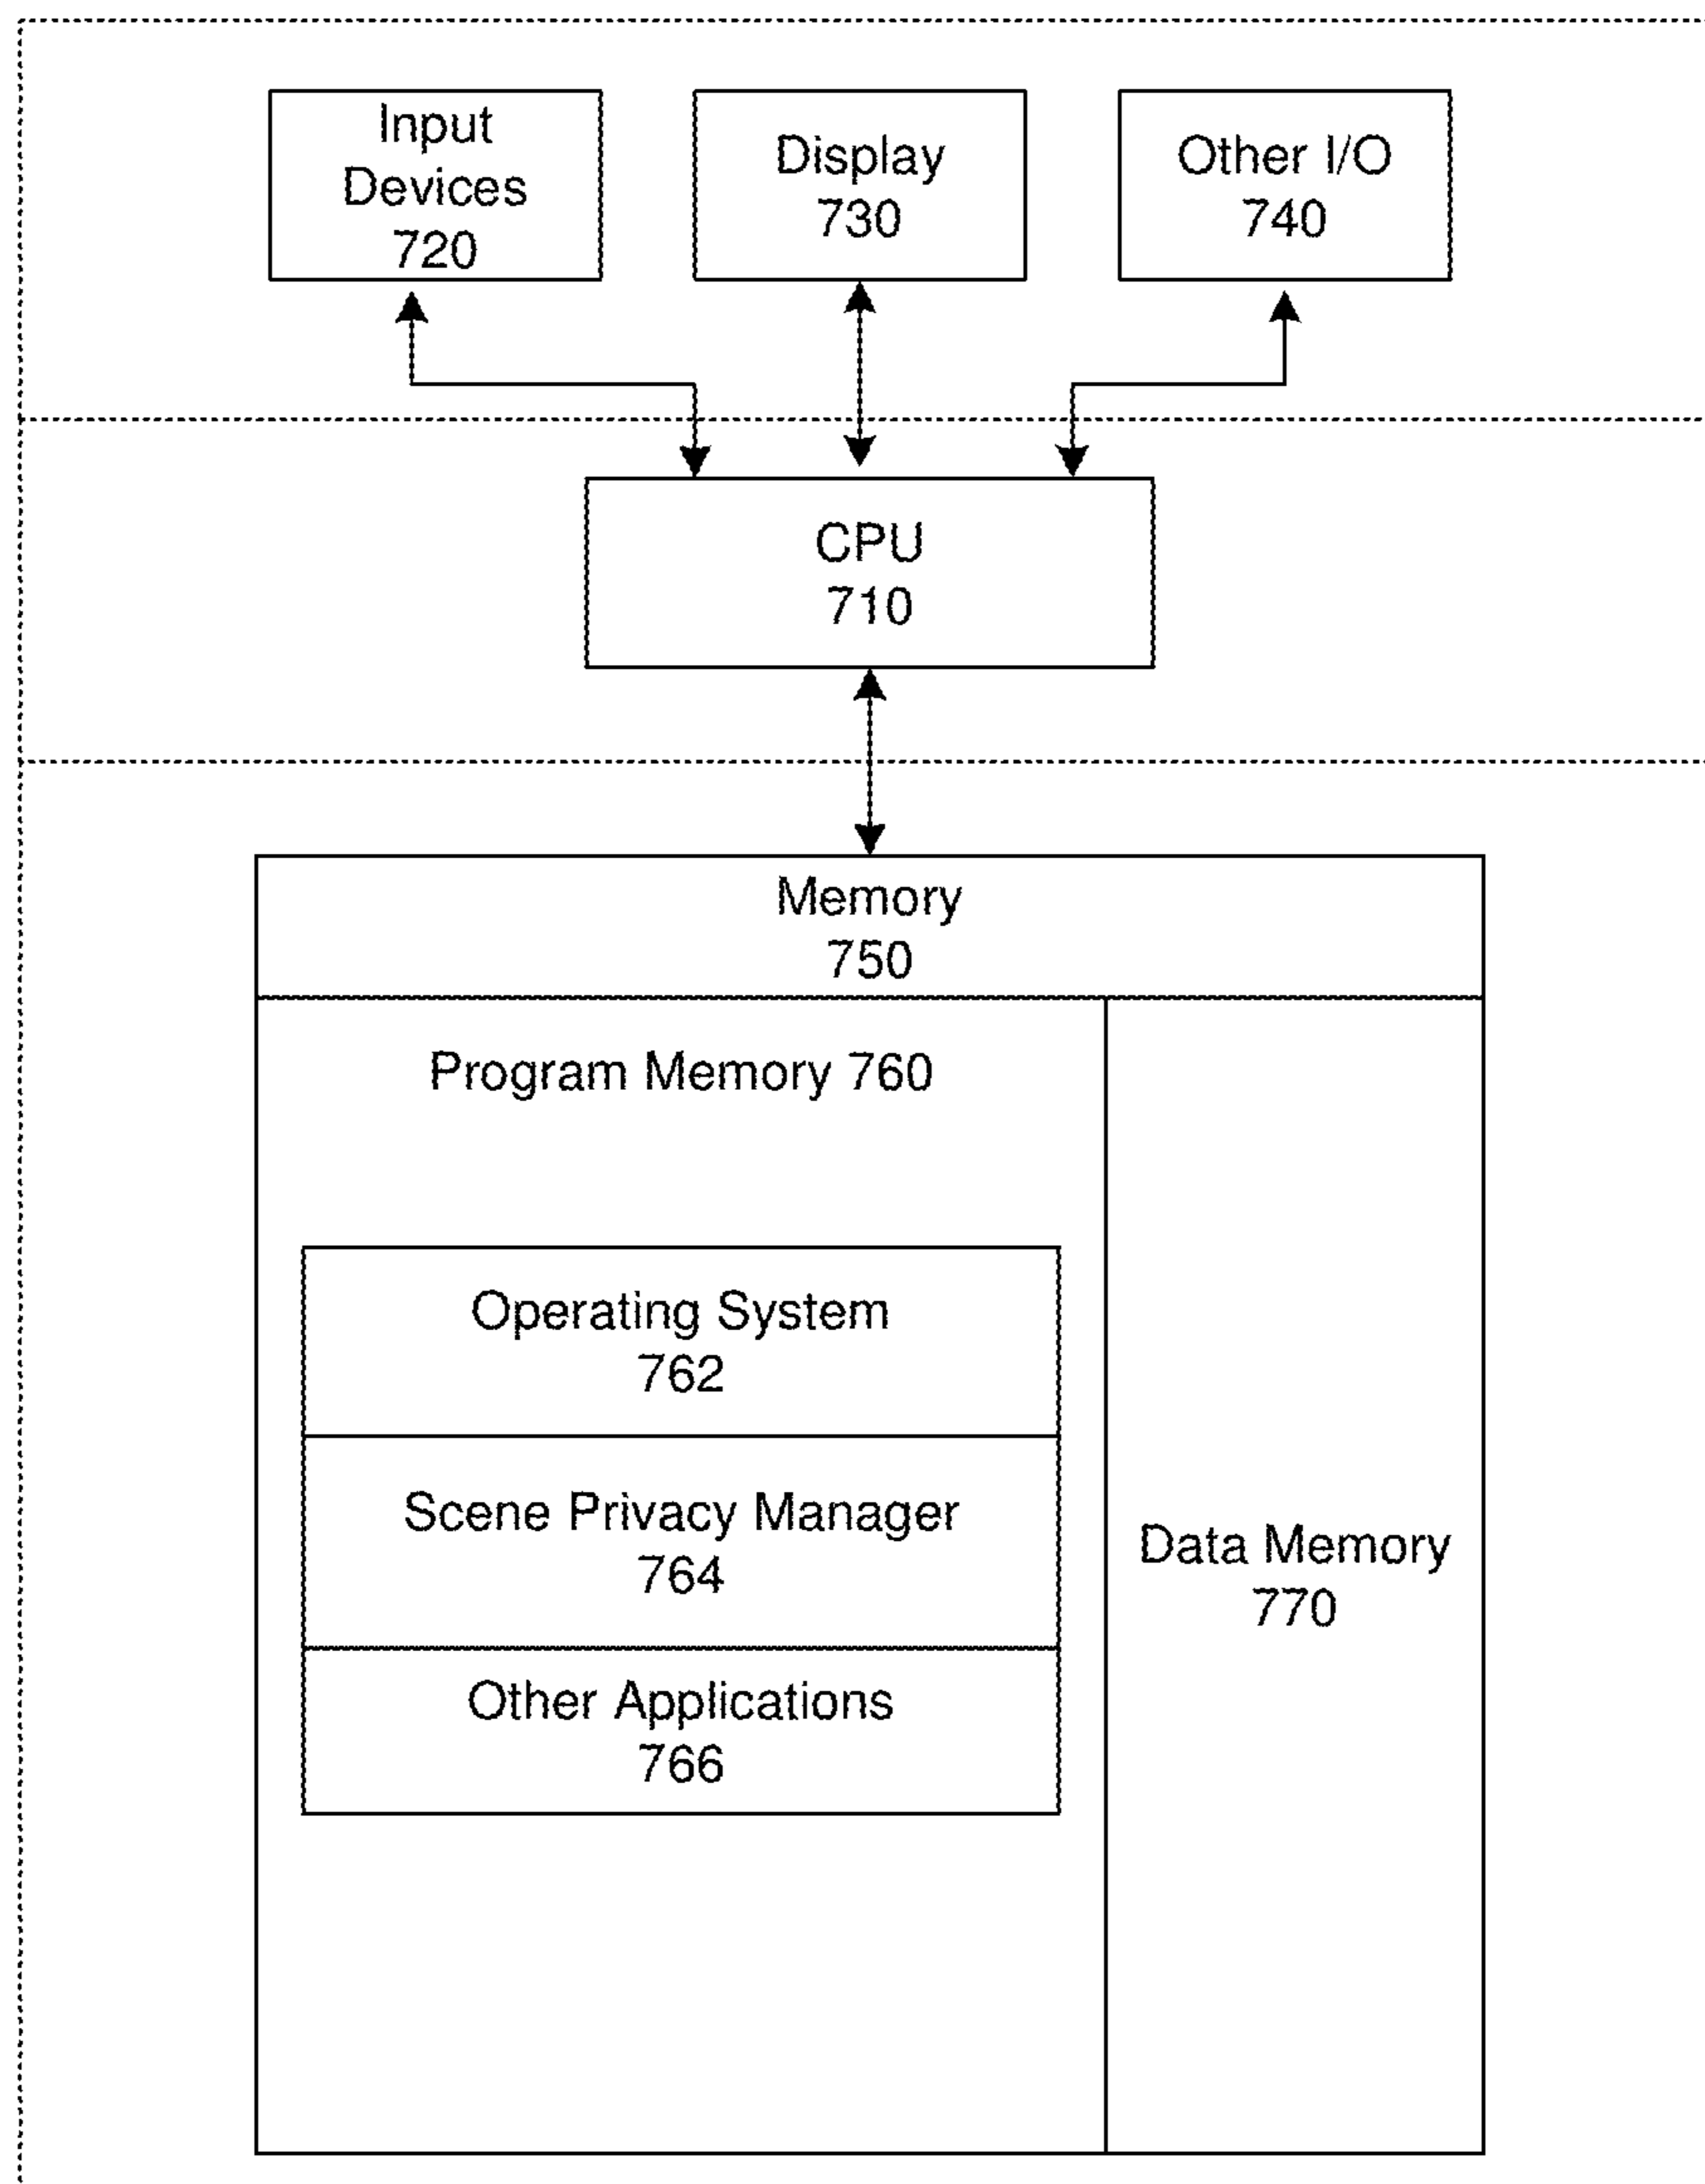 Input
Devices
720
Display
730
Other I/O
740
CPU
710
Memory
750
Program Memory 760
Operating System
762
Scene Privacy Manager
764
Other Applications
766
Data Memory
770